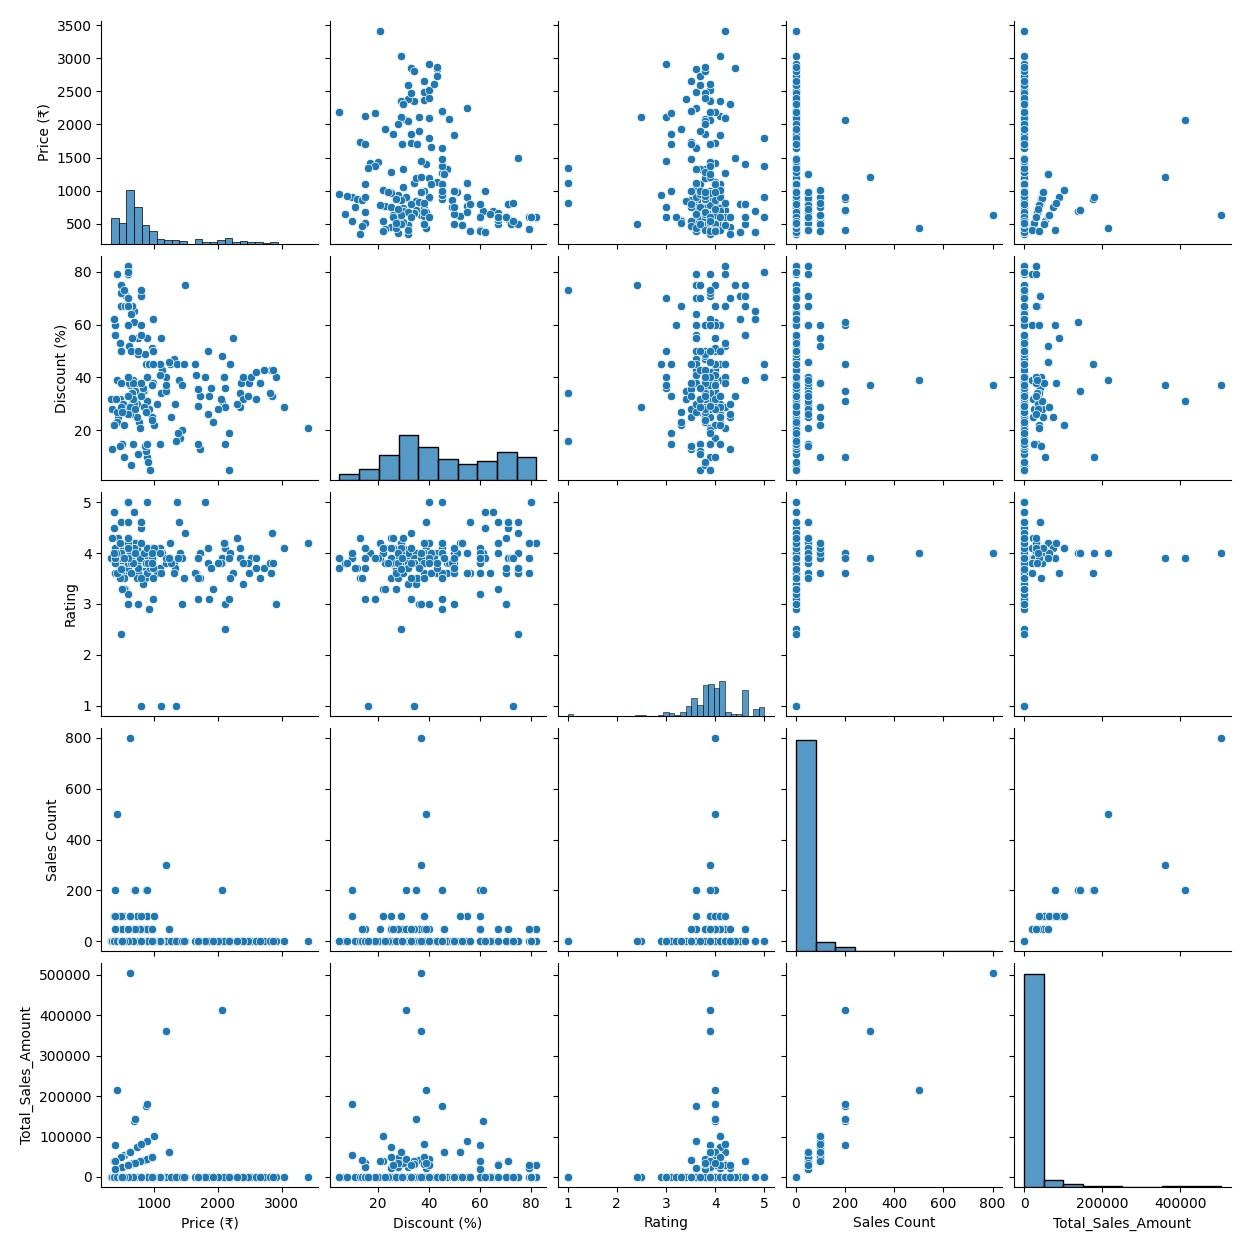 3500
3000
2500
2000
1500
1000
500
Price (₹)
80
60
40
20
Discount (%)
5
4
3
2
1
Rating
800
600
400
200
0
Sales Count
500000
400000
300000
200000
100000
0
Total_Sales_Amount
1000 2000 3000
Price (₹)
20 40 60 80
Discount (%)
1 2 3 4 5
Rating
0 200 400 600 800
Sales Count
0 200000 400000
Total_Sales_Amount